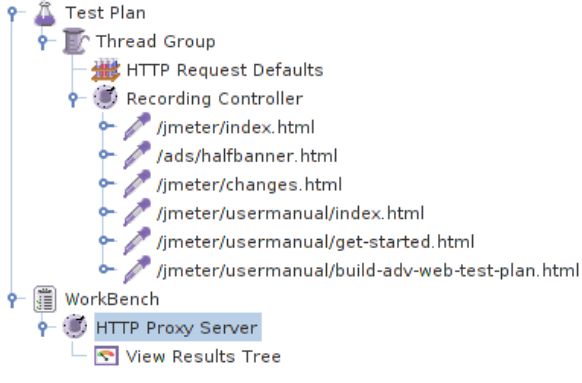 Test Plan
Thread Group
HTTP Request Defaults
Recording Controller
/jmeter/index.html
/ads/halfbanner.html
/jmeter/changes.html
/jmeter/usermanual/index.html
/jmeter/usermanual/get-started.html
/jmeter/usermanual/build-adv-web-test-plan.html
WorkBench
HTTP Proxy Server
View Results Tree